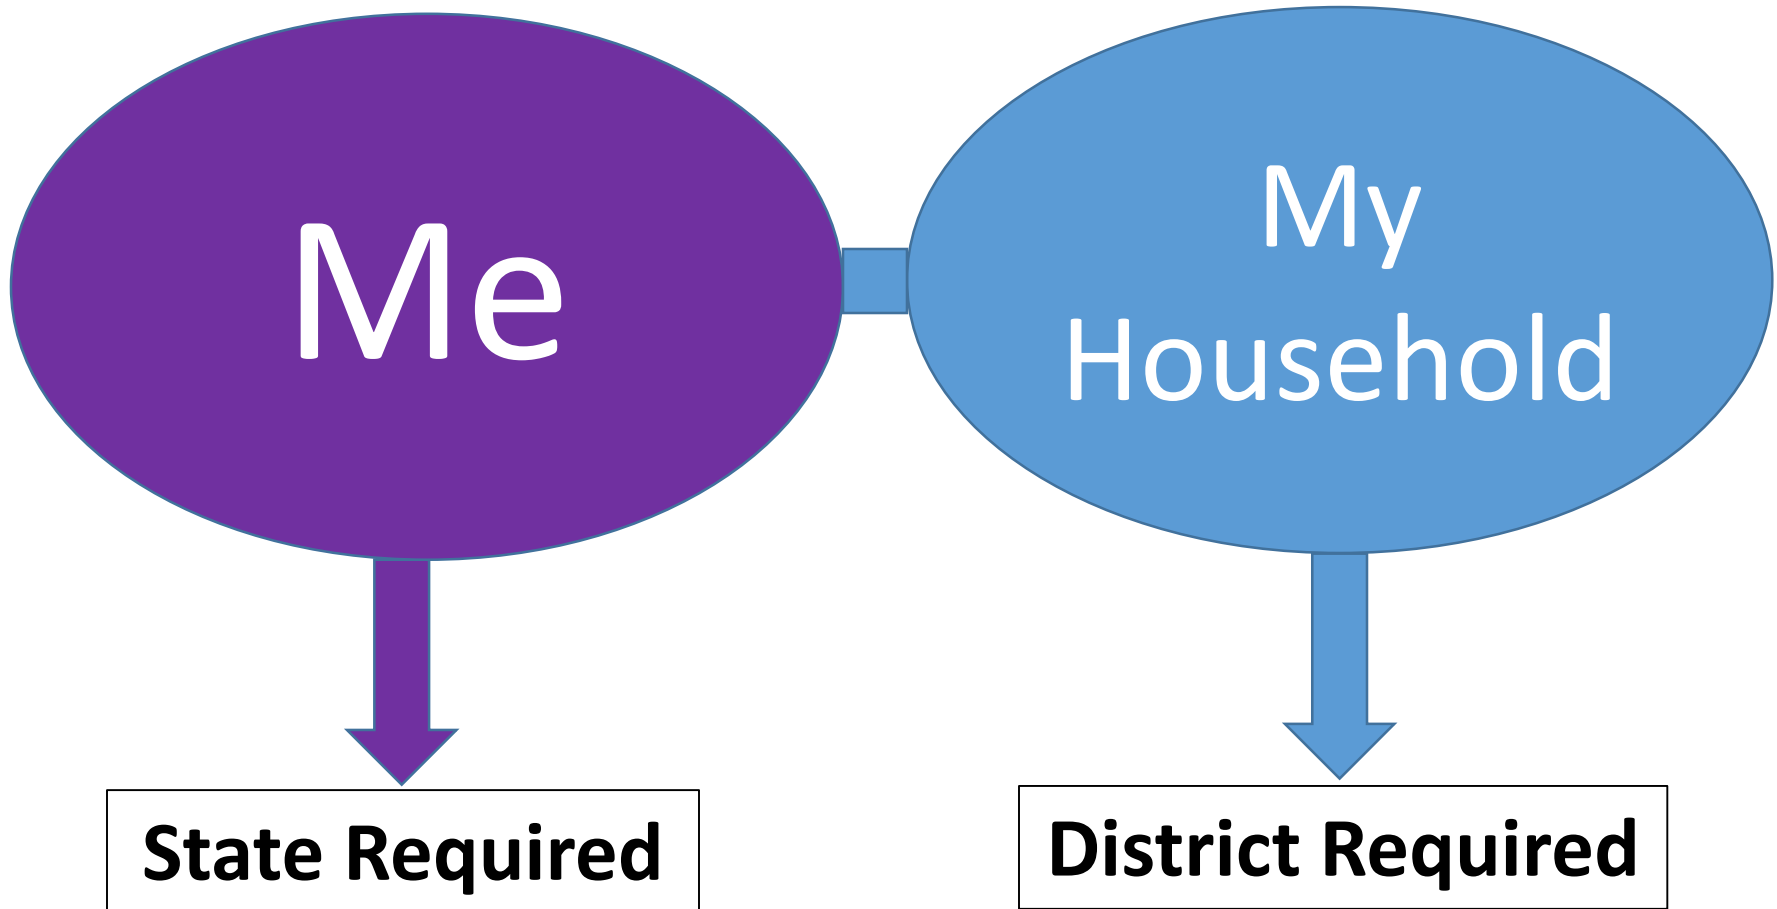 Me
My
Household
State Required
District Required